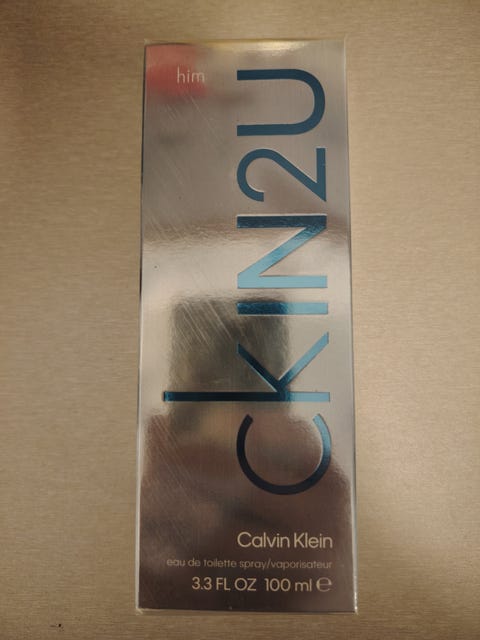 him
ckIN2U
Calvin Klein
eau de toilette spray/vaporisateur
3.3 FL OZ 100 ml ℮